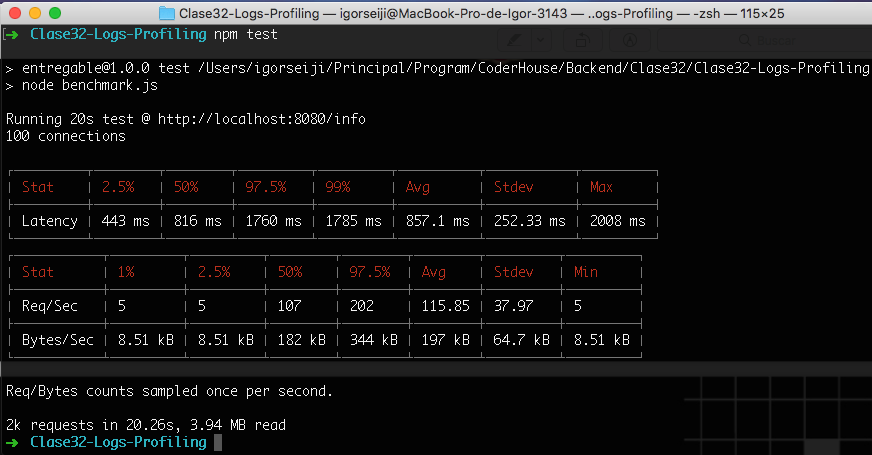 Clase32-Logs-Profiling — igorseiji@MacBook-Pro-de-Igor-3143 — ..ogs-Profiling — -zsh — 115×25
[➜ Clase32-Logs-Profiling npm test
> entregable@1.0.0 test /Users/igorseiji/Principal/Program/CoderHouse/Backend/Clase32/Clase32-Logs-Profiling
> node benchmark.js
Running 20s test @ http://localhost:8080/info
100 connections
Stat 2.5% 50% 97.5% 99% Avg Stdev Max
Latency 443 ms 816 ms 1760 ms 1785 ms 857.1 ms 252.33 ms 2008 ms
Stat 1% 2.5% 50% 97.5% Avg Stdev Min
Req/Sec 5 5 107 202 115.85 37.97 5
Bytes/Sec 8.51 kB 8.51 kB 182 kB 344 kB 197 kB 64.7 kB 8.51 kB
Req/Bytes counts sampled once per second.
2k requests in 20.26s, 3.94 MB read
➜ Clase32-Logs-Profiling